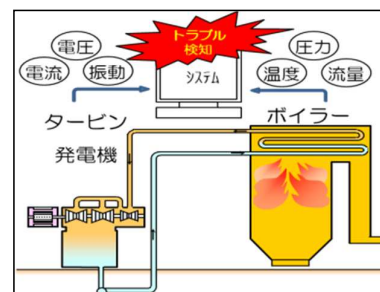 トラブル
検知
システム
電圧
電流
振動
圧力
温度
流量
タービン
発電機
ボイラー